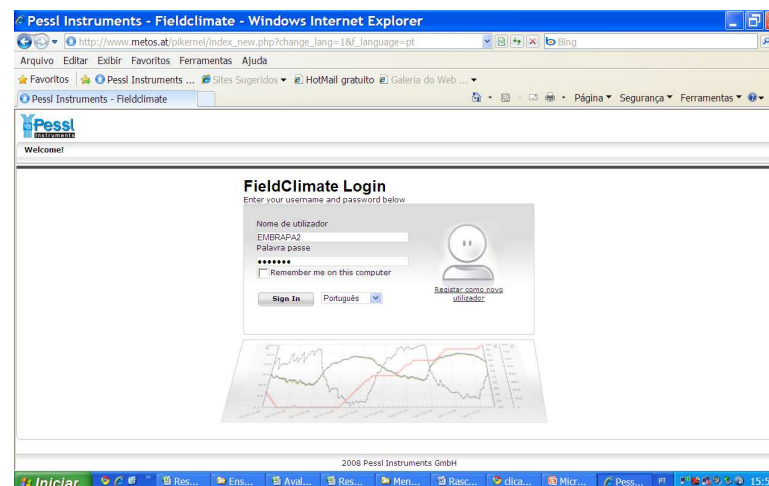 Pessl Instruments - Fieldclimate - Windows Internet Explorer
http://www.metos.at/pikernel/index_new.php?change_lang=1&f_language=pt
Bing
Arquivo Editar Exibir Favoritos Ferramentas Ajuda
Favoritos Pessl Instruments ... Sites Sugeridos HotMail gratuito Galeria do Web ...
Pessl Instruments - Fieldclimate
Página Segurança Ferramentas
Pessl
Instruments
Welcome!
FieldClimate Login
Enter your username and password below
Nome de utilizador
EMBRAPA2
Palavra passe
•••••••
Remember me on this computer
Sign In Português
Registar como novo
utilizador
2008 Pessl Instruments GmbH
Iniciar Res... Ens... Aval... Res... Men... Rasc... clica... Micr... Pess... PT 15:5